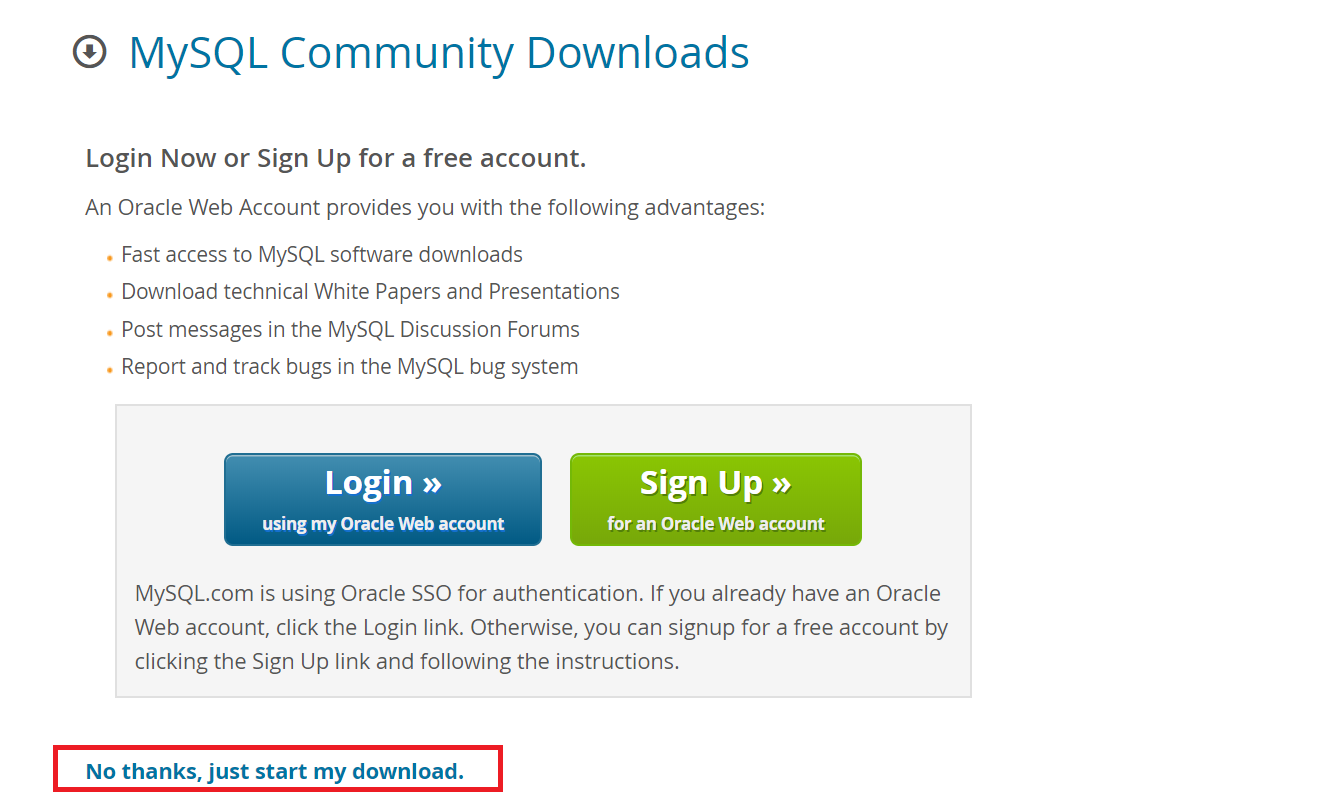 MySQL Community Downloads
Login Now or Sign Up for a free account.
An Oracle Web Account provides you with the following advantages:
Fast access to MySQL software downloads
Download technical White Papers and Presentations
Post messages in the MySQL Discussion Forums
Report and track bugs in the MySQL bug system
Login »
using my Oracle Web account
Sign Up »
for an Oracle Web account
MySQL.com is using Oracle SSO for authentication. If you already have an Oracle
Web account, click the Login link. Otherwise, you can signup for a free account by
clicking the Sign Up link and following the instructions.
No thanks, just start my download.